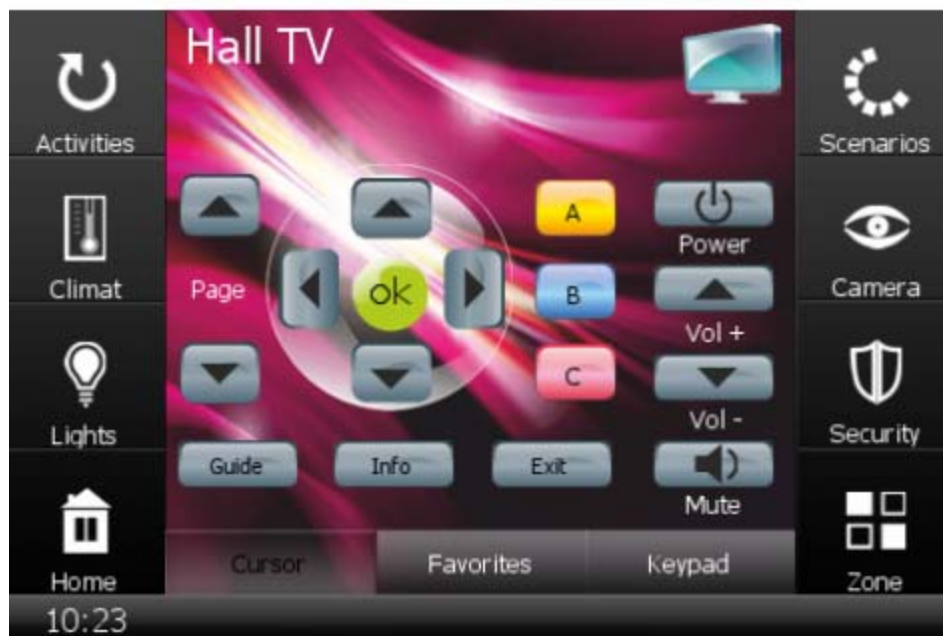 Hall TV
Activities
Scenarios
A
Power
Climat
Page
ok
B
Camera
Vol +
C
Lights
Vol -
Security
Guide
Info
Exit
Mute
Home
Cursor
Favorites
Keypad
Zone
10:23